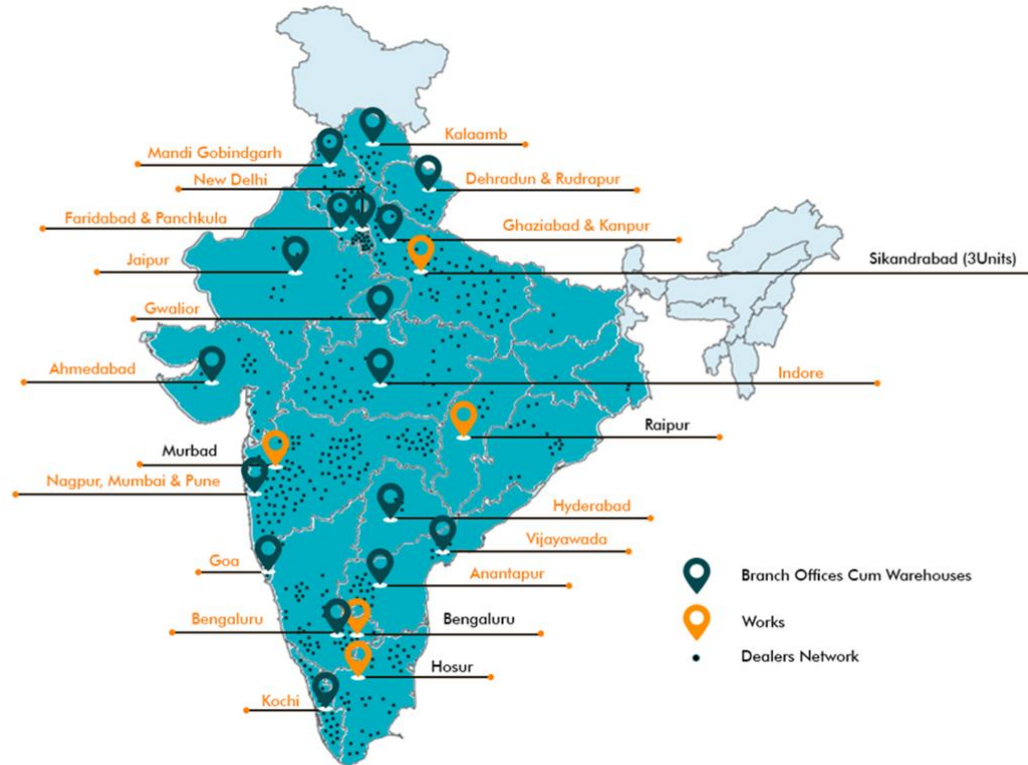 Kalaamb
Mandi Gobindgarh
New Delhi
Dehradun & Rudrapur
Faridabad & Panchkula
Ghaziabad & Kanpur
Jaipur
Sikandrabad (3Units)
Gwalior
Ahmedabad
Indore
Raipur
Murbad
Nagpur, Mumbai & Pune
Hyderabad
Vijayawada
Goa
Anantapur
Branch Offices Cum Warehouses
Bengaluru
Bengaluru
Works
Dealers Network
Hosur
Kochi